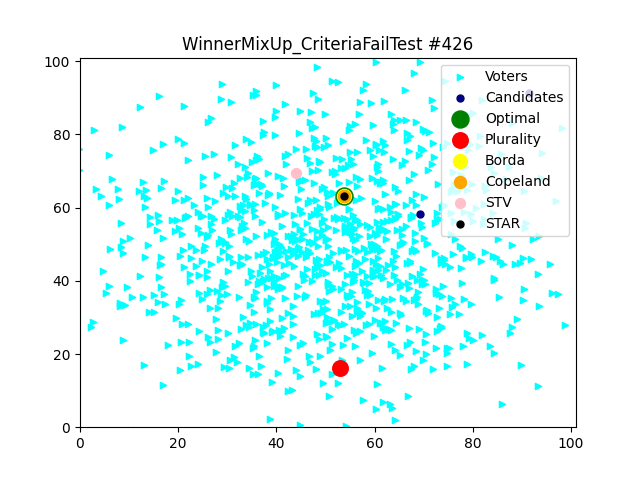 WinnerMixUp_CriteriaFailTest #426
100
80
60
40
20
0
0
20
40
60
80
100
Voters
Candidates
Optimal
Plurality
Borda
Copeland
STV
STAR